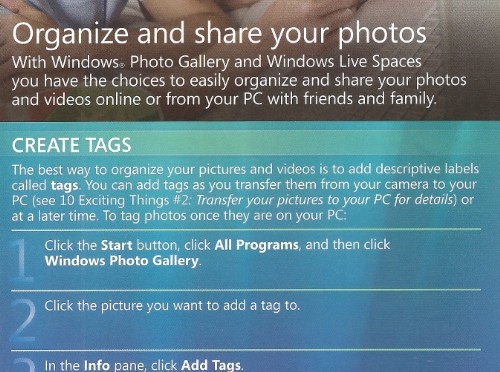 Organize and share your photos
With Windows® Photo Gallery and Windows Live Spaces
you have the choices to easily organize and share your photos
and videos online or from your PC with friends and family.
CREATE TAGS
The best way to organize your pictures and videos is to add descriptive labels
called tags. You can add tags as you transfer them from your camera to your
PC (see 10 Exciting Things #2: Transfer your pictures to your PC for details) or
at a later time. To tag photos once they are on your PC:
1 Click the Start button, click All Programs, and then click
Windows Photo Gallery.
2 Click the picture you want to add a tag to.
3 In the Info pane, click Add Tags.